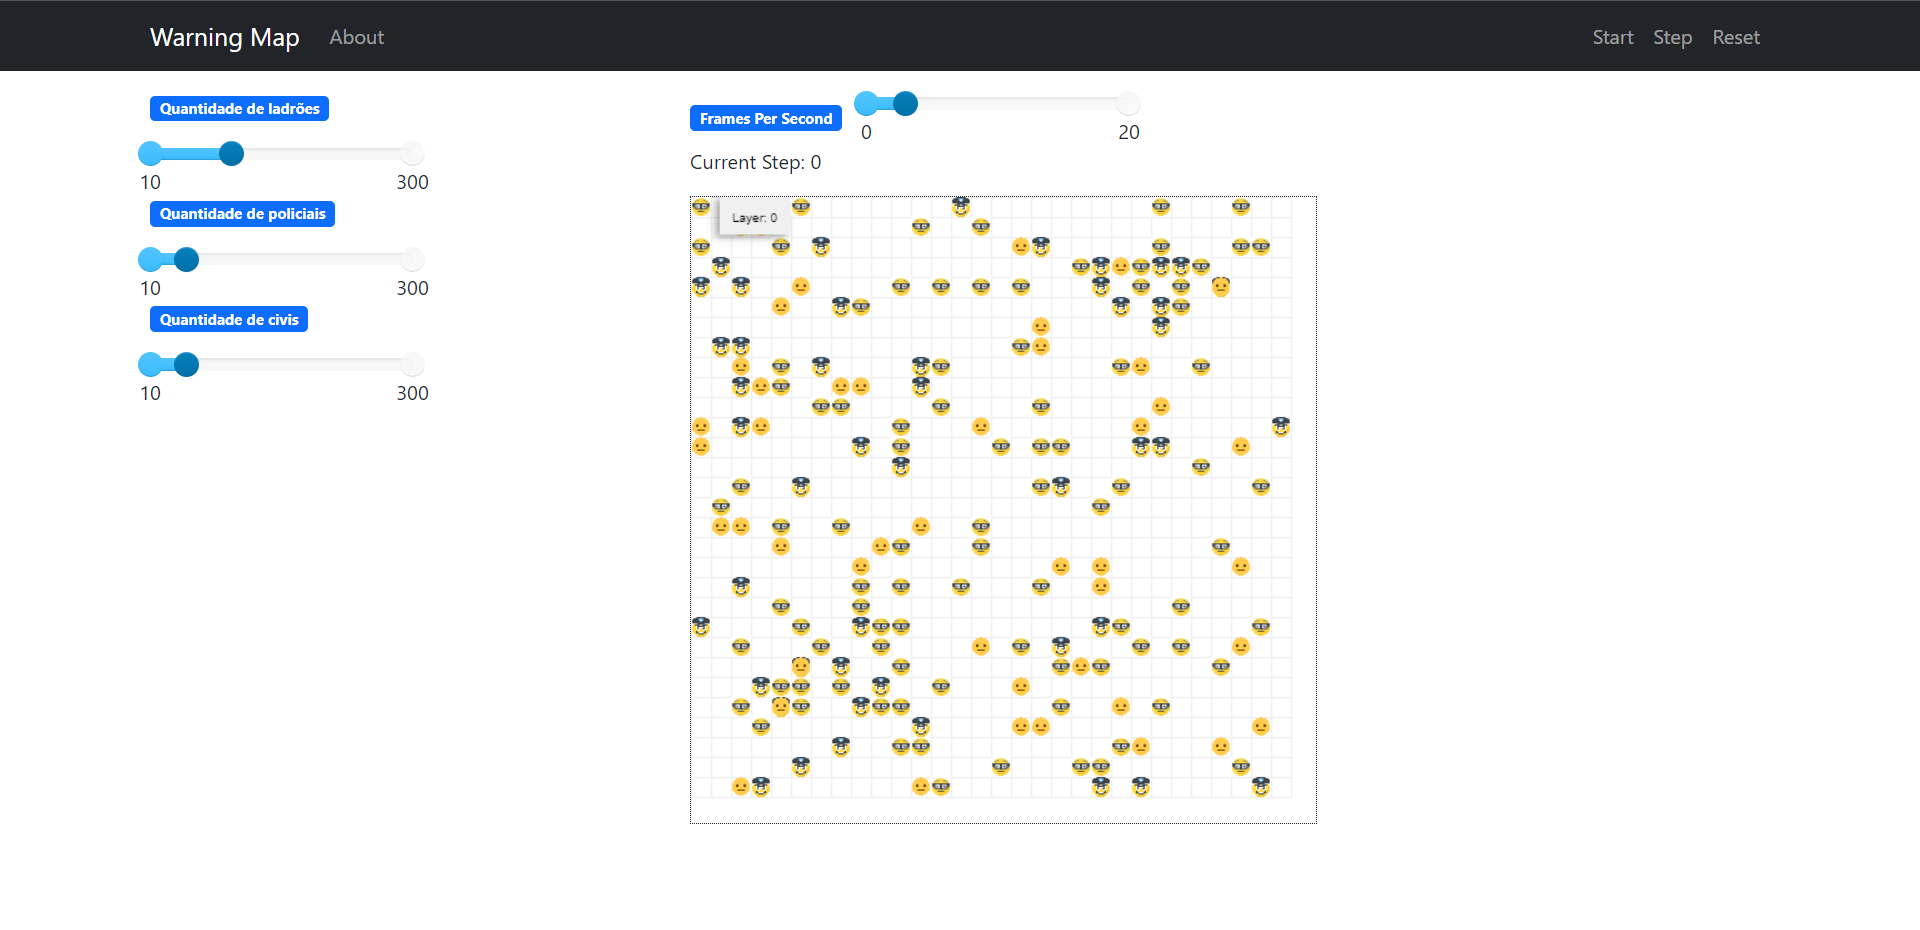 Warning Map About Start Step Reset
Quantidade de ladrões
10 300
Quantidade de policiais
10 300
Quantidade de civis
10 300
Frames Per Second
0 20
Current Step: 0
Layer: 0